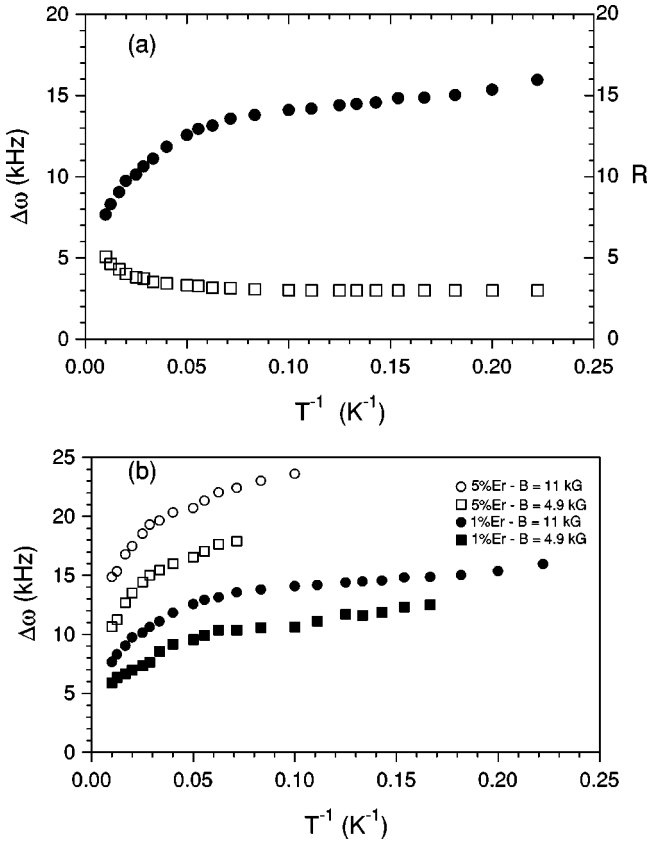 (a)
20
15
10
5
0
Δω (kHz)
20
15
10
5
0
R
0.00 0.05 0.10 0.15 0.20 0.25
T⁻¹ (K⁻¹)
(b)
25
20
15
10
5
0
Δω (kHz)
5%Er - B = 11 kG
5%Er - B = 4.9 kG
1%Er - B = 11 kG
1%Er - B = 4.9 kG
0.00 0.05 0.10 0.15 0.20 0.25
T⁻¹ (K⁻¹)